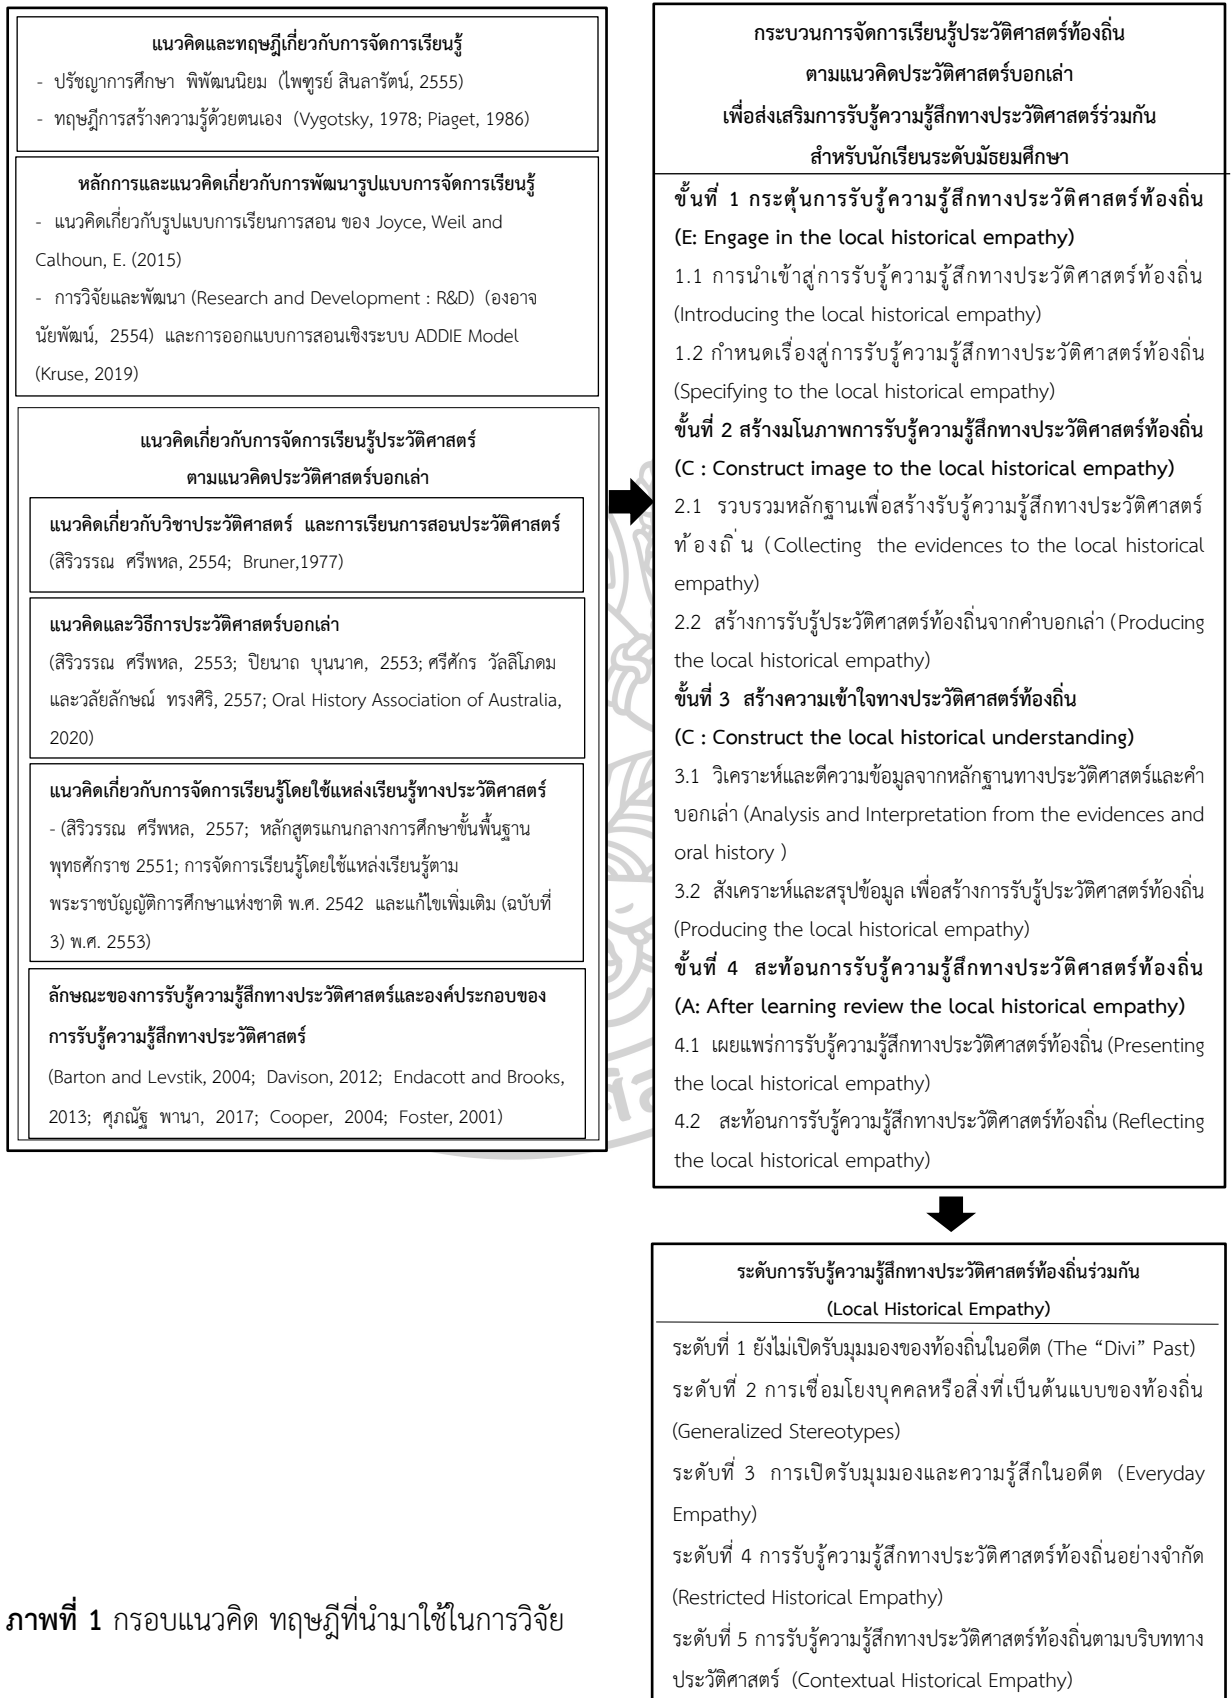 แนวคิดและทฤษฎีเกี่ยวกับการจัดการเรียนรู้
- ปรัชญาการศึกษา พิพัฒนนิยม (ไพฑูรย์ สินลารัตน์, 2555)
- ทฤษฎีการสร้างความรู้ด้วยตนเอง (Vygotsky, 1978; Piaget, 1986)
หลักการและแนวคิดเกี่ยวกับการพัฒนารูปแบบการจัดการเรียนรู้
- แนวคิดเกี่ยวกับรูปแบบการเรียนการสอน ของ Joyce, Weil and
Calhoun, E. (2015)
- การวิจัยและพัฒนา (Research and Development : R&D) (องอาจ
นัยพัฒน์, 2554) และการออกแบบการสอนเชิงระบบ ADDIE Model
(Kruse, 2019)
แนวคิดเกี่ยวกับการจัดการเรียนรู้ประวัติศาสตร์
ตามแนวคิดประวัติศาสตร์บอกเล่า
แนวคิดเกี่ยวกับวิชาประวัติศาสตร์ และการเรียนการสอนประวัติศาสตร์
(สิริวรรณ ศรีพหล, 2554; Bruner,1977)
แนวคิดและวิธีการประวัติศาสตร์บอกเล่า
(สิริวรรณ ศรีพหล, 2553; ปิยนาถ บุนนาค, 2553; ศรีศักร วัลลิโภดม
และวลัยลักษณ์ ทรงศิริ, 2557; Oral History Association of Australia,
2020)
แนวคิดเกี่ยวกับการจัดการเรียนรู้โดยใช้แหล่งเรียนรู้ทางประวัติศาสตร์
- (สิริวรรณ ศรีพหล, 2557; หลักสูตรแกนกลางการศึกษาขั้นพื้นฐาน
พุทธศักราช 2551; การจัดการเรียนรู้โดยใช้แหล่งเรียนรู้ตาม
พระราชบัญญัติการศึกษาแห่งชาติ พ.ศ. 2542 และแก้ไขเพิ่มเติม (ฉบับที่
3) พ.ศ. 2553)
ลักษณะของการรับรู้ความรู้สึกทางประวัติศาสตร์และองค์ประกอบของ
การรับรู้ความรู้สึกทางประวัติศาสตร์
(Barton and Levstik, 2004; Davison, 2012; Endacott and Brooks,
2013; ศุภณัฐ พานา, 2017; Cooper, 2004; Foster, 2001)
กระบวนการจัดการเรียนรู้ประวัติศาสตร์ท้องถิ่น
ตามแนวคิดประวัติศาสตร์บอกเล่า
เพื่อส่งเสริมการรับรู้ความรู้สึกทางประวัติศาสตร์ร่วมกัน
สำหรับนักเรียนระดับมัธยมศึกษา
ขั้นที่ 1 กระตุ้นการรับรู้ความรู้สึกทางประวัติศาสตร์ท้องถิ่น
(E: Engage in the local historical empathy)
1.1 การนำเข้าสู่การรับรู้ความรู้สึกทางประวัติศาสตร์ท้องถิ่น
(Introducing the local historical empathy)
1.2 กำหนดเรื่องสู่การรับรู้ความรู้สึกทางประวัติศาสตร์ท้องถิ่น
(Specifying to the local historical empathy)
ขั้นที่ 2 สร้างมโนภาพการรับรู้ความรู้สึกทางประวัติศาสตร์ท้องถิ่น
(C : Construct image to the local historical empathy)
2.1 รวบรวมหลักฐานเพื่อสร้างรับรู้ความรู้สึกทางประวัติศาสตร์
ท้องถิ่น (Collecting the evidences to the local historical
empathy)
2.2 สร้างการรับรู้ประวัติศาสตร์ท้องถิ่นจากคำบอกเล่า (Producing
the local historical empathy)
ขั้นที่ 3 สร้างความเข้าใจทางประวัติศาสตร์ท้องถิ่น
(C : Construct the local historical understanding)
3.1 วิเคราะห์และตีความข้อมูลจากหลักฐานทางประวัติศาสตร์และคำ
บอกเล่า (Analysis and Interpretation from the evidences and
oral history )
3.2 สังเคราะห์และสรุปข้อมูล เพื่อสร้างการรับรู้ประวัติศาสตร์ท้องถิ่น
(Producing the local historical empathy)
ขั้นที่ 4 สะท้อนการรับรู้ความรู้สึกทางประวัติศาสตร์ท้องถิ่น
(A: After learning review the local historical empathy)
4.1 เผยแพร่การรับรู้ความรู้สึกทางประวัติศาสตร์ท้องถิ่น (Presenting
the local historical empathy)
4.2 สะท้อนการรับรู้ความรู้สึกทางประวัติศาสตร์ท้องถิ่น (Reflecting
the local historical empathy)
ระดับการรับรู้ความรู้สึกทางประวัติศาสตร์ท้องถิ่นร่วมกัน
(Local Historical Empathy)
ระดับที่ 1 ยังไม่เปิดรับมุมมองของท้องถิ่นในอดีต (The “Divi” Past)
ระดับที่ 2 การเชื่อมโยงบุคคลหรือสิ่งที่เป็นต้นแบบของท้องถิ่น
(Generalized Stereotypes)
ระดับที่ 3 การเปิดรับมุมมองและความรู้สึกในอดีต (Everyday
Empathy)
ระดับที่ 4 การรับรู้ความรู้สึกทางประวัติศาสตร์ท้องถิ่นอย่างจำกัด
(Restricted Historical Empathy)
ระดับที่ 5 การรับรู้ความรู้สึกทางประวัติศาสตร์ท้องถิ่นตามบริบททาง
ประวัติศาสตร์ (Contextual Historical Empathy)
ภาพที่ 1 กรอบแนวคิด ทฤษฎีที่นำมาใช้ในการวิจัย